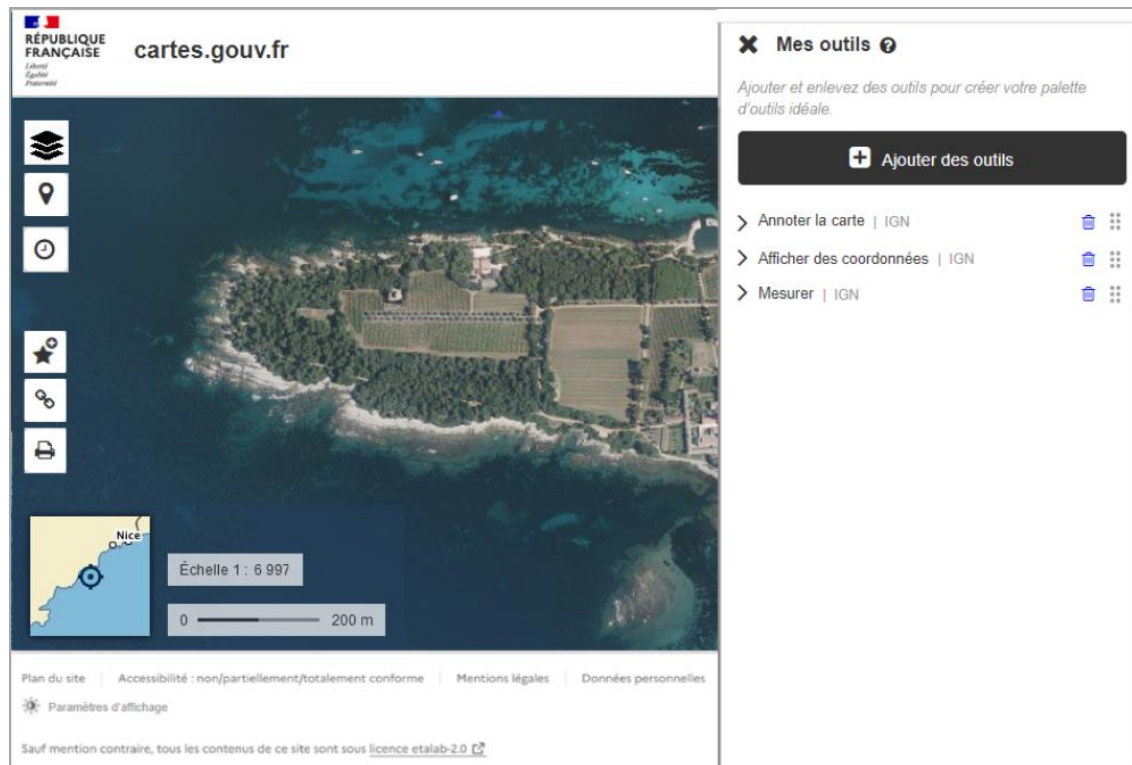 RÉPUBLIQUE
FRANÇAISE
Liberté
Égalité
Fraternité
cartes.gouv.fr
Mes outils
Ajouter et enlevez des outils pour créer votre palette
d'outils idéale.
Ajouter des outils
Annoter la carte | IGN
Afficher des coordonnées | IGN
Mesurer | IGN
Nice
Échelle 1 : 6 997
0 200 m
Plan du site
Accessibilité : non/partiellement/totalement conforme
Mentions légales
Données personnelles
Paramètres d'affichage
Sauf mention contraire, tous les contenus de ce site sont sous licence etalab-2.0